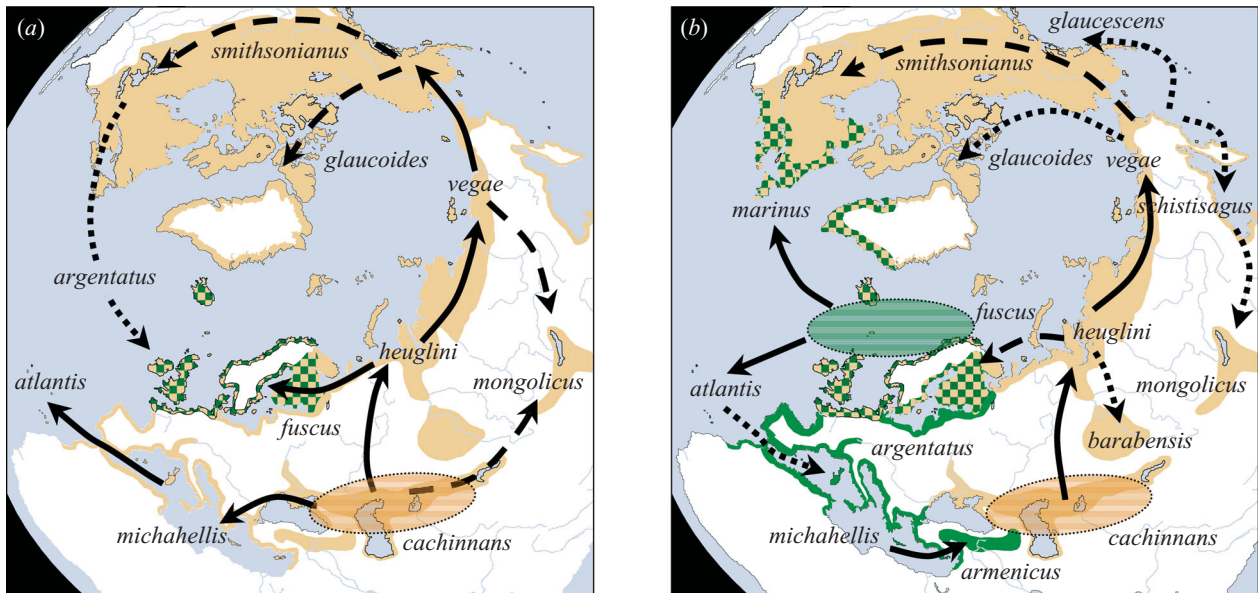 (a)
smithsonianus
glaucoides
vegae
argentatus
heuglini
atlantis
mongolicus
fuscus
michahellis
cachinnans
(b)
glaucescens
smithsonianus
glaucoides
vegae
marinus
schistisagus
fuscus
heuglini
atlantis
mongolicus
argentatus
barabensis
michahellis
cachinnans
armenicus